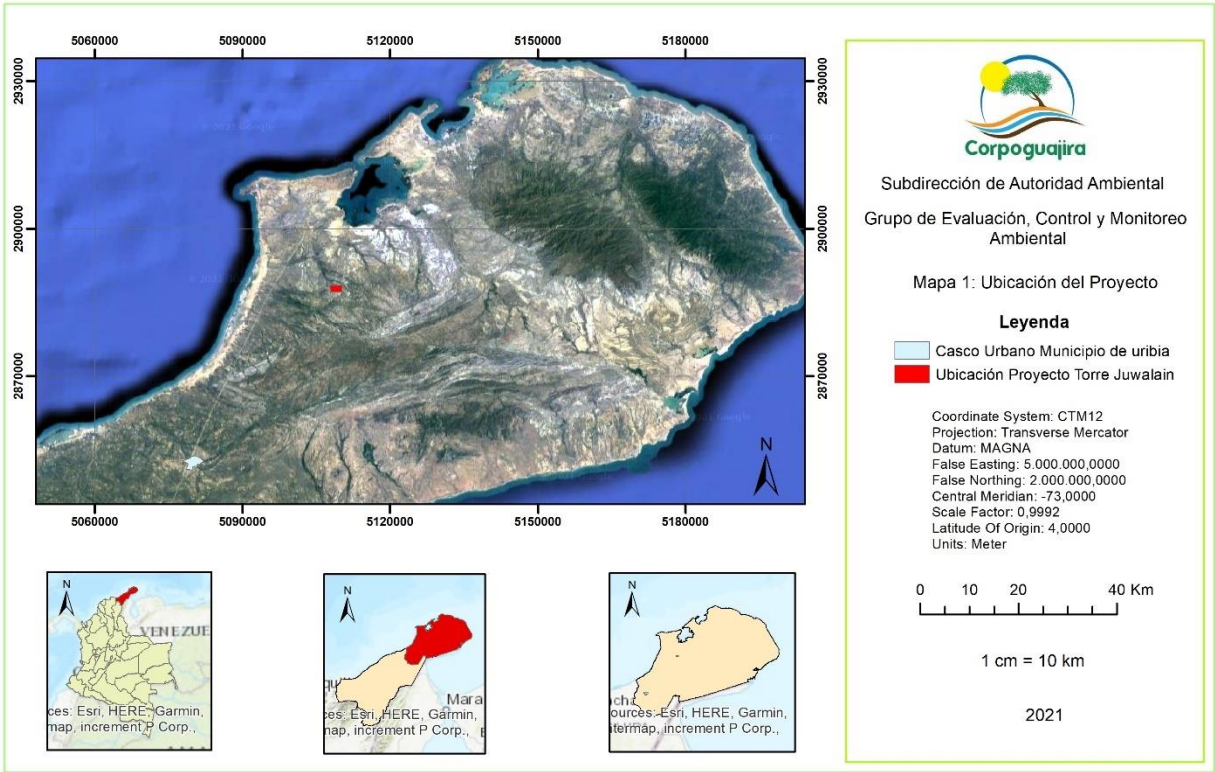 5060000 5090000 5120000 5150000 5180000
2930000 2930000
2900000 2900000
2870000 2870000
N
5060000 5090000 5120000 5150000 5180000
Corpoguajira
Subdirección de Autoridad Ambiental
Grupo de Evaluación, Control y Monitoreo
Ambiental
Mapa 1: Ubicación del Proyecto
Leyenda
Casco Urbano Municipio de uribia
Ubicación Proyecto Torre Juwalain
Coordinate System: CTM12
Projection: Transverse Mercator
Datum: MAGNA
False Easting: 5.000.000,0000
False Northing: 2.000.000,0000
Central Meridian: -73,0000
Scale Factor: 0,9992
Latitude Of Origin: 4,0000
Units: Meter
0 10 20 40 Km
1 cm = 10 km
2021
N
VENEZUE
ces: Esri, HERE, Garmin,
map, increment P Corp.,
N
Mara
ces: Esri, HERE, Garmin,
map, increment P Corp.,
N
ources: Esri, HERE, Garmin,
ntermap, increment P Corp.,